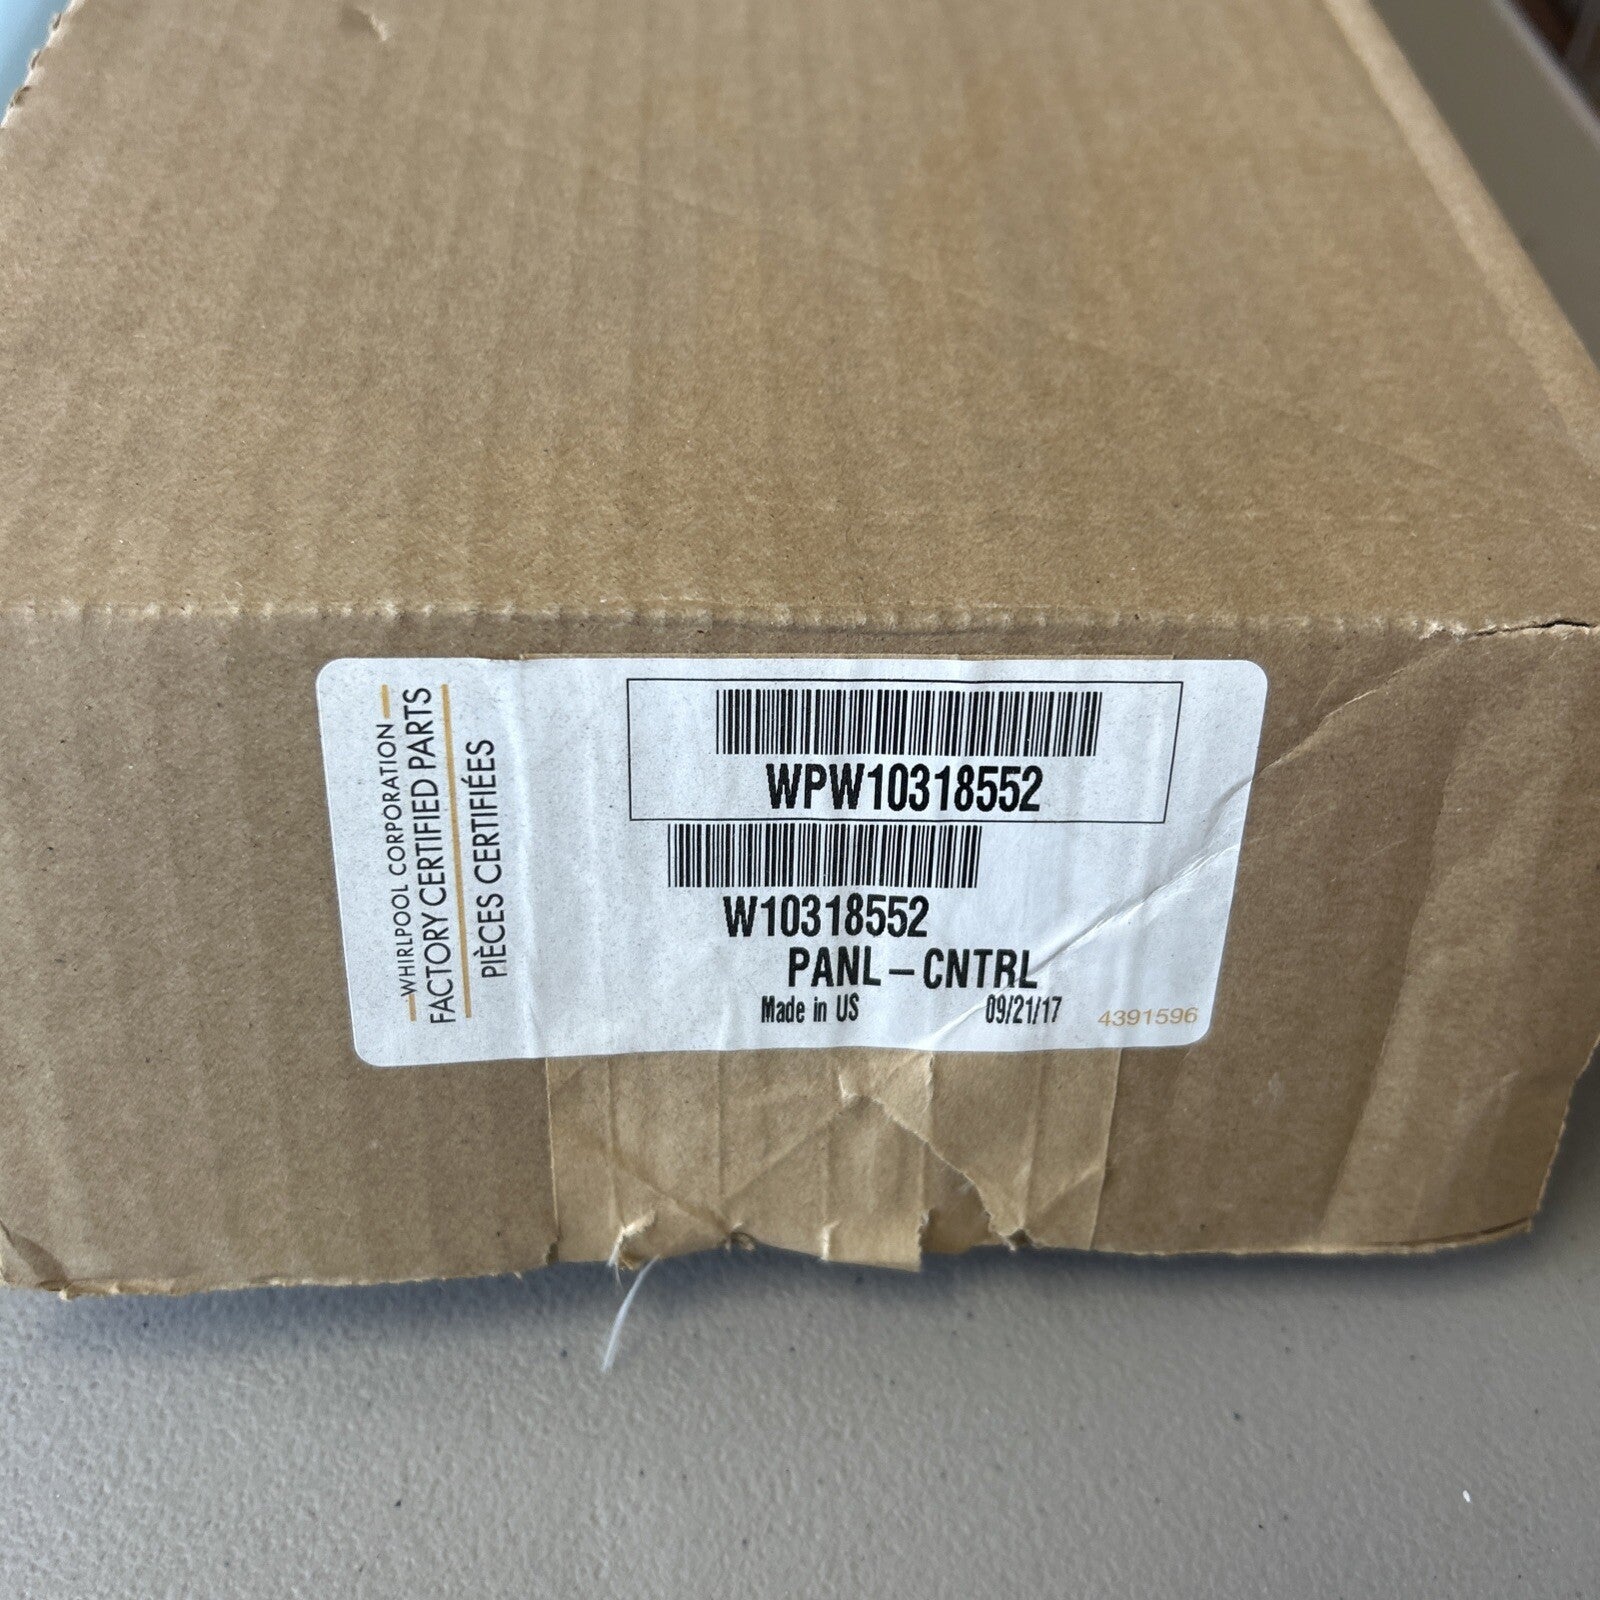 WHIRLPOOL CORPORATION
FACTORY CERTIFIED PARTS
PIÈCES CERTIFIÉES
WPW10318552
W10318552
PANL-CNTRL
Made in US 09/21/17 4391596